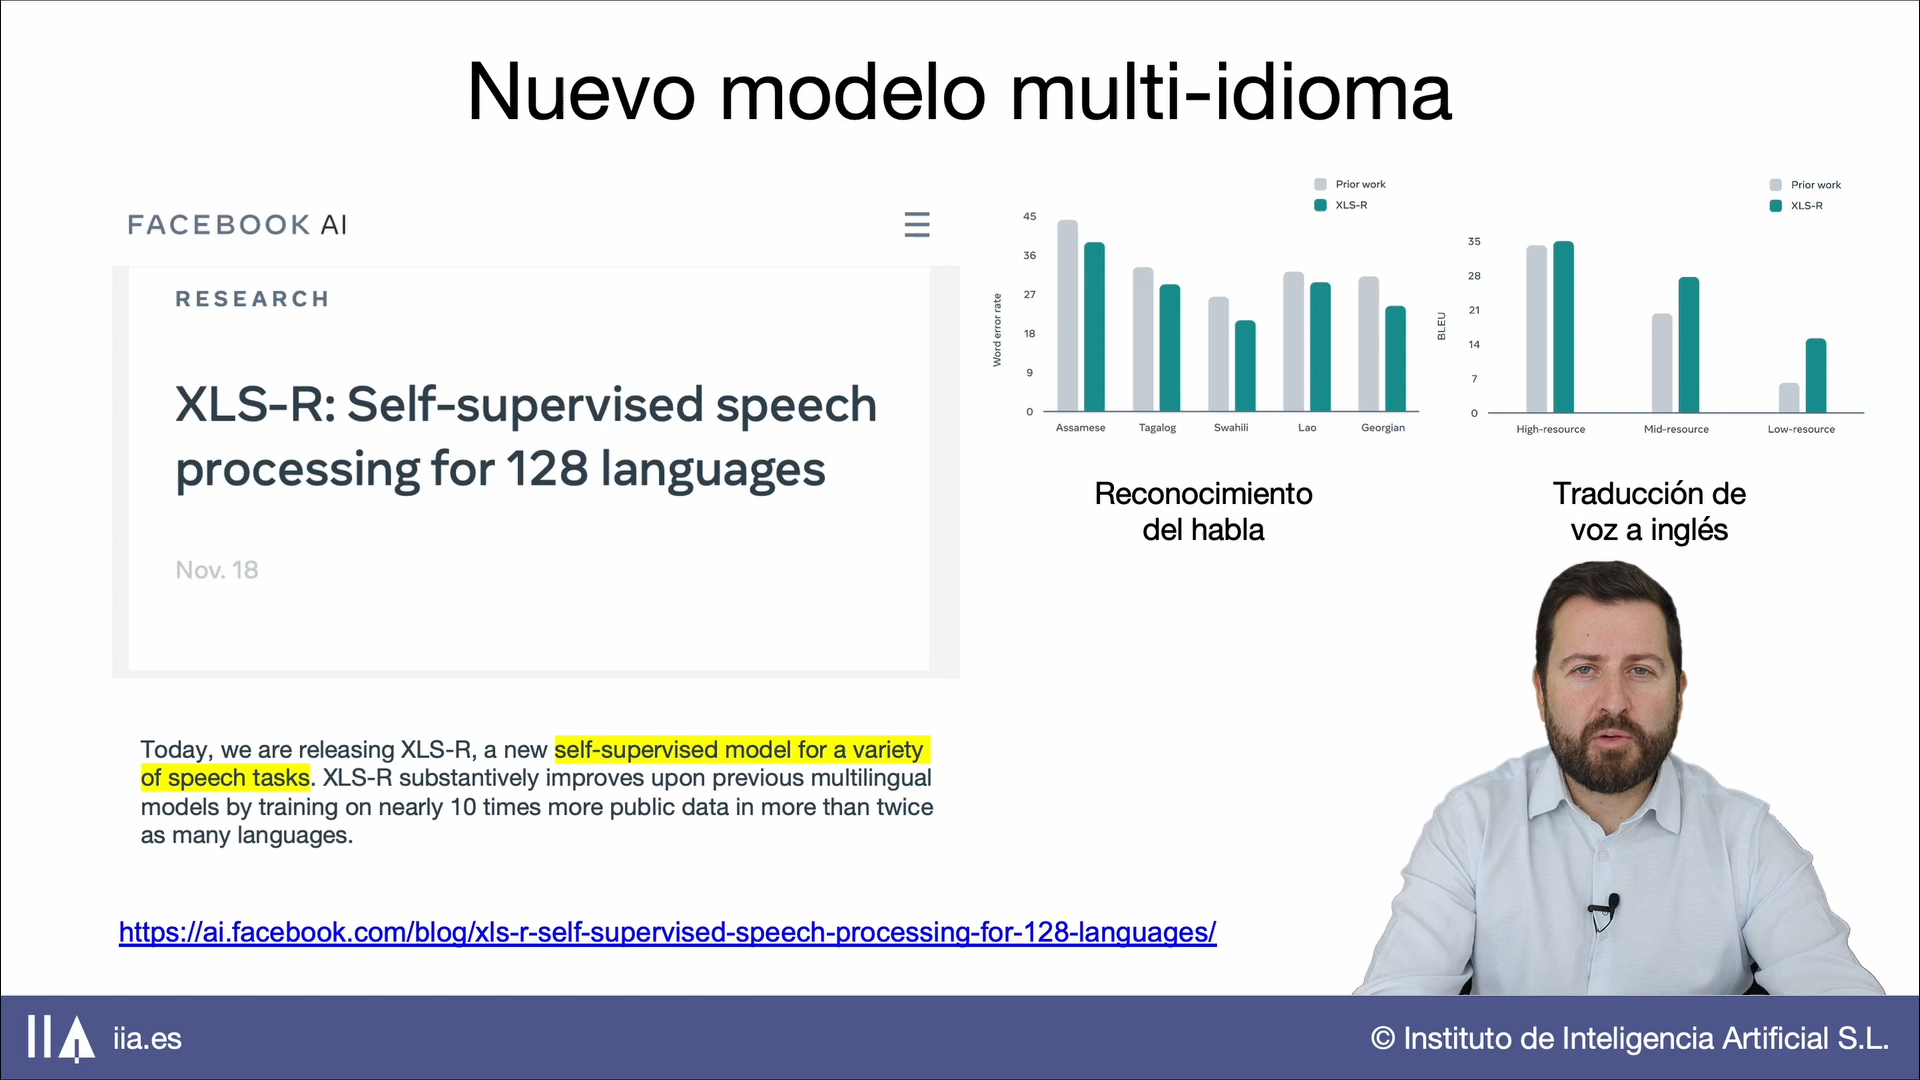 Nuevo modelo multi-idioma
FACEBOOK AI
RESEARCH
XLS-R: Self-supervised speech
processing for 128 languages
Nov. 18
Today, we are releasing XLS-R, a new self-supervised model for a variety
of speech tasks. XLS-R substantively improves upon previous multilingual
models by training on nearly 10 times more public data in more than twice
as many languages.
https://ai.facebook.com/blog/xls-r-self-supervised-speech-processing-for-128-languages/
Prior work
XLS-R
Word error rate
45
36
27
18
9
0
Assamese Tagalog Swahili Lao Georgian
Reconocimiento
del habla
Prior work
XLS-R
BLEU
35
28
21
14
7
0
High-resource Mid-resource Low-resource
Traducción de
voz a inglés
IIA iia.es
© Instituto de Inteligencia Artificial S.L.